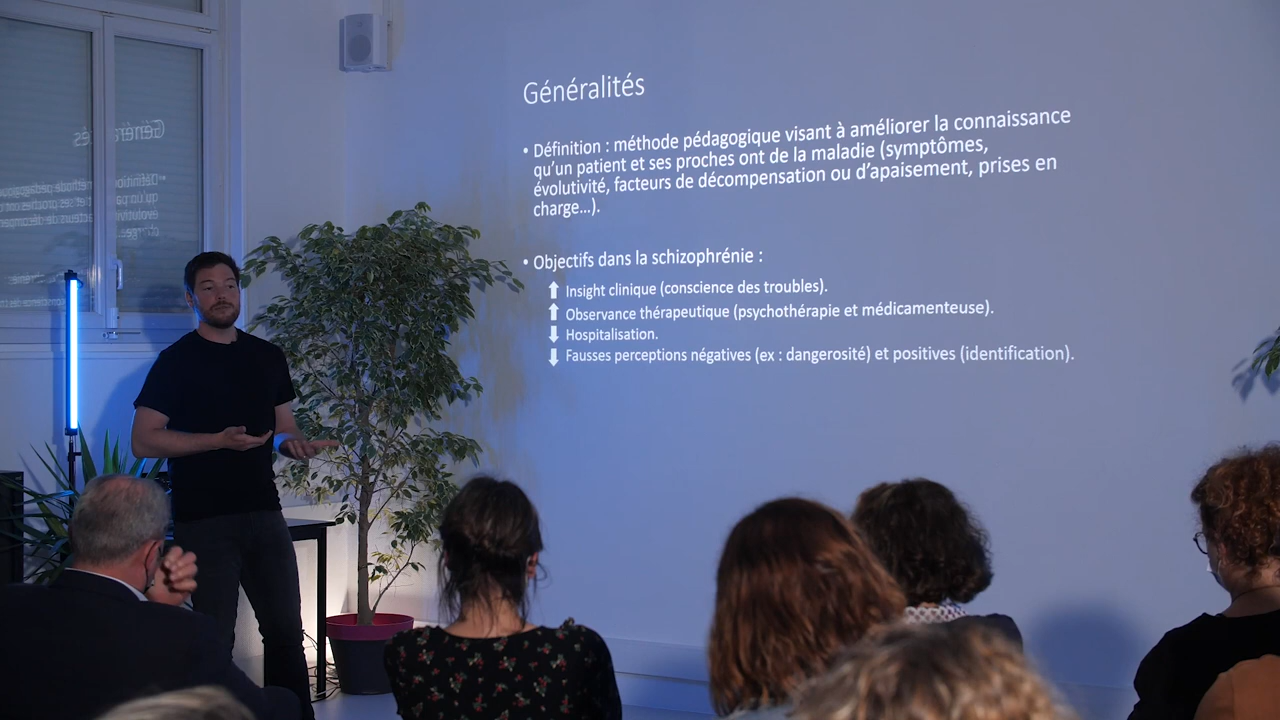 Généralités
• Définition : méthode pédagogique visant à améliorer la connaissance
qu'un patient et ses proches ont de la maladie (symptômes,
évolutivité, facteurs de décompensation ou d'apaisement, prises en
charge…).
• Objectifs dans la schizophrénie :
⬆ Insight clinique (conscience des troubles).
⬆ Observance thérapeutique (psychothérapie et médicamenteuse).
⬇ Hospitalisation.
⬇ Fausses perceptions négatives (ex : dangerosité) et positives (identification).